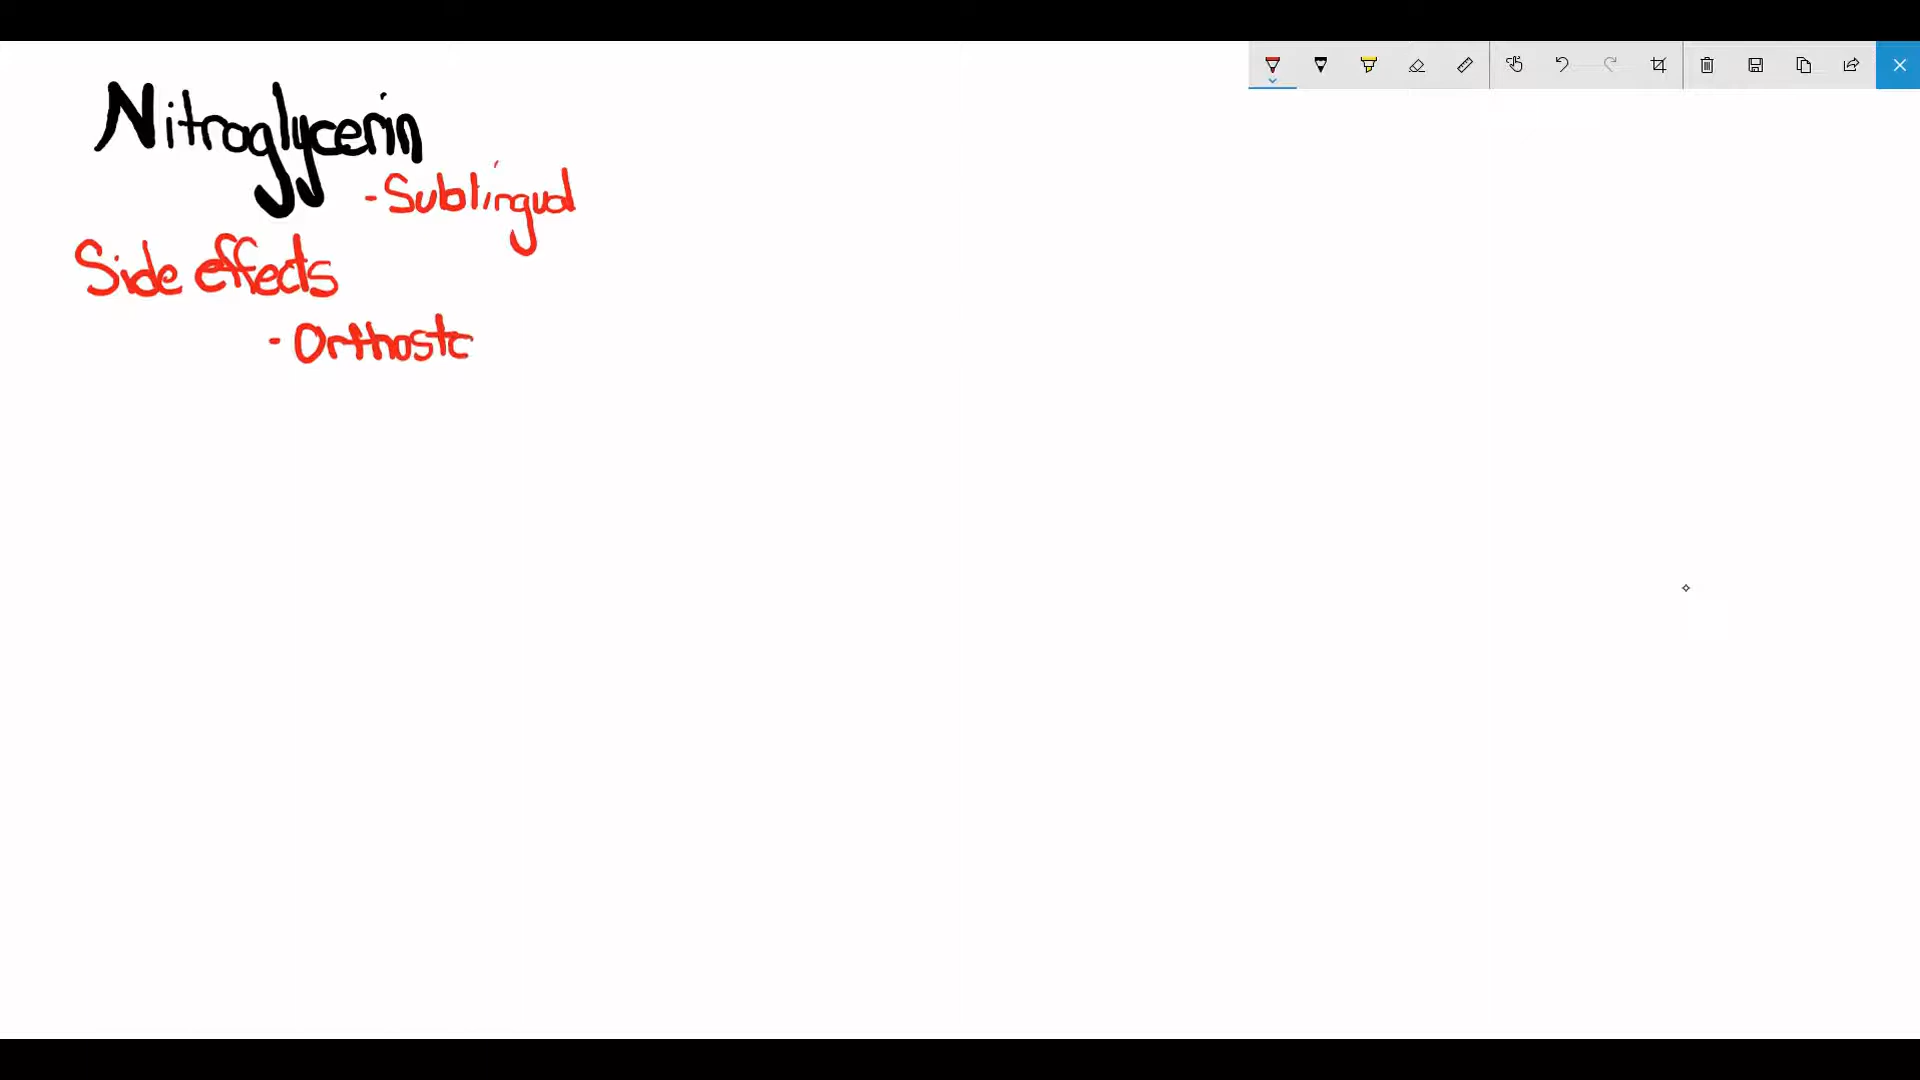 Nitroglycerin
- Sublingual
Side effects
- Orthostc